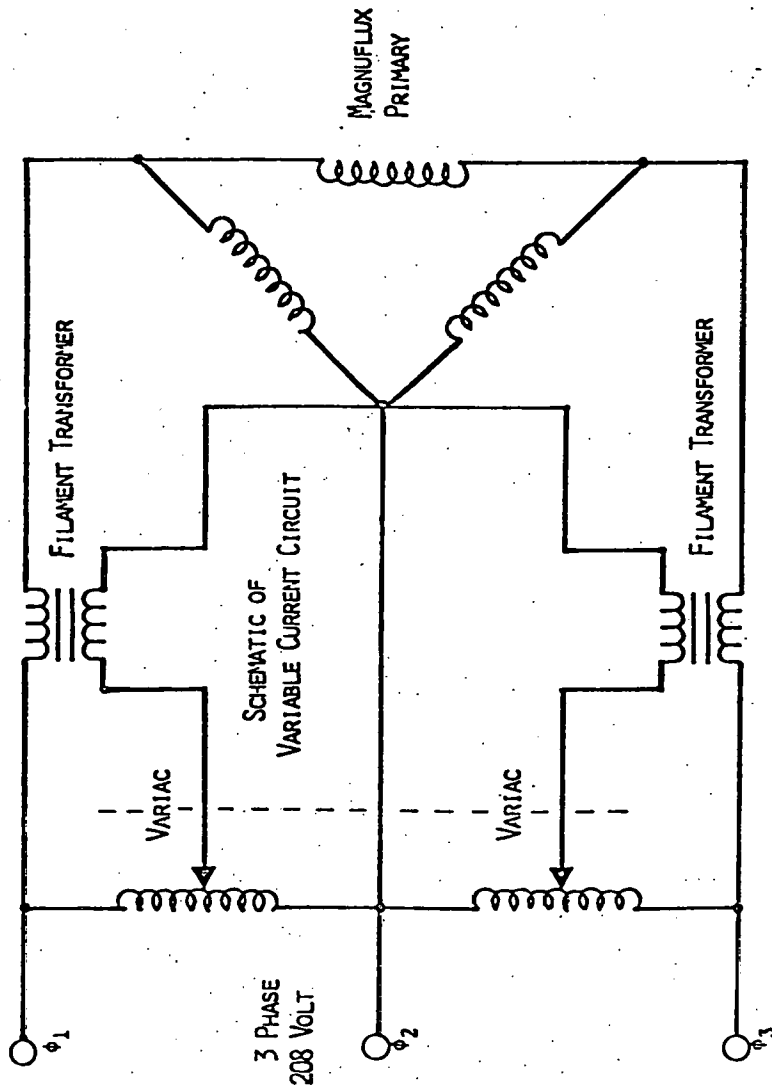 MAGNUFLUX
PRIMARY
FILAMENT TRANSFORMER
FILAMENT TRANSFORMER
SCHEMATIC OF
VARIABLE CURRENT CIRCUIT
VARIAC
VARIAC
3 PHASE
208 VOLT
φ1
φ2
φ3